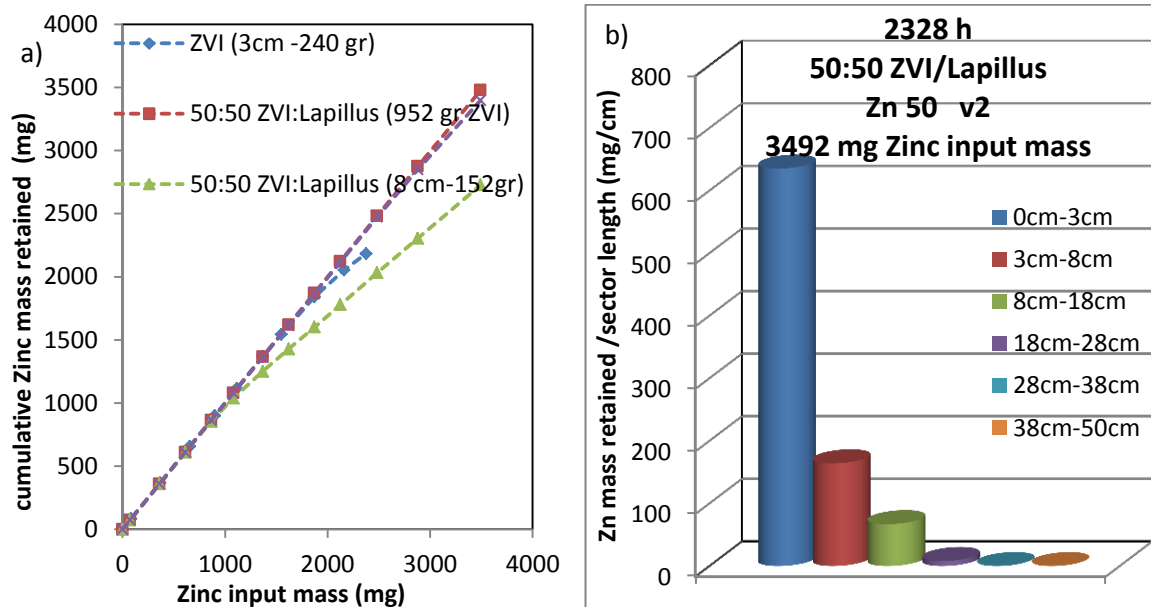 a)
4000
3500
3000
2500
2000
1500
1000
500
0
cumulative Zinc mass retained (mg)
ZVI (3cm -240 gr)
50:50 ZVI:Lapillus (952 gr ZVI)
50:50 ZVI:Lapillus (8 cm-152gr)
0 1000 2000 3000 4000
Zinc input mass (mg)
b)
2328 h
50:50 ZVI/Lapillus
Zn 50 v2
3492 mg Zinc input mass
800
700
600
500
400
300
200
100
0
Zn mass retained /sector length (mg/cm)
0cm-3cm
3cm-8cm
8cm-18cm
18cm-28cm
28cm-38cm
38cm-50cm